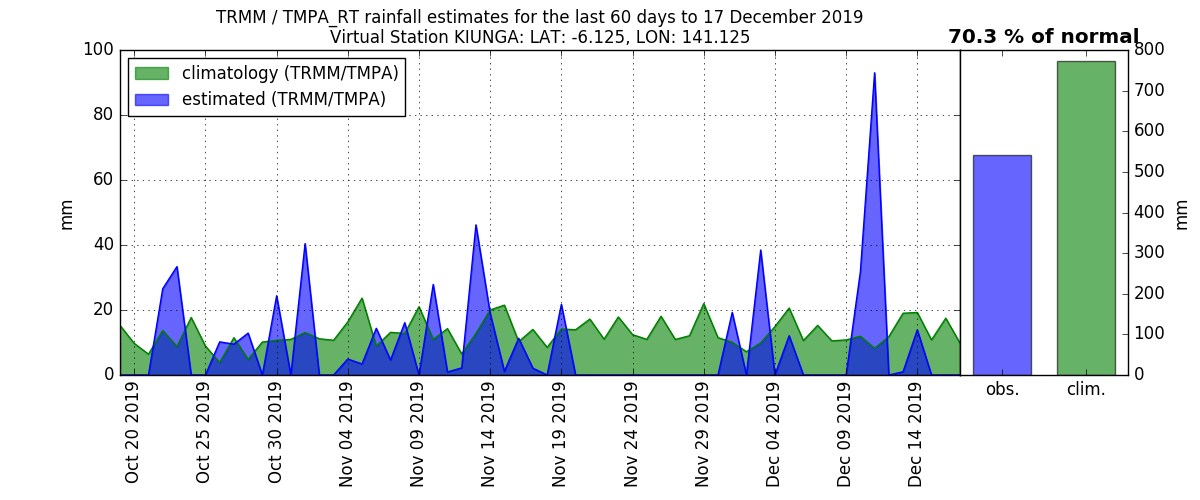 TRMM / TMPA_RT rainfall estimates for the last 60 days to 17 December 2019
Virtual Station KIUNGA: LAT: -6.125, LON: 141.125
70.3 % of normal
climatology (TRMM/TMPA)
estimated (TRMM/TMPA)
mm
100
80
60
40
20
0
Oct 20 2019
Oct 25 2019
Oct 30 2019
Nov 04 2019
Nov 09 2019
Nov 14 2019
Nov 19 2019
Nov 24 2019
Nov 29 2019
Dec 04 2019
Dec 09 2019
Dec 14 2019
obs.
clim.
800
700
600
500
400
300
200
100
0
mm